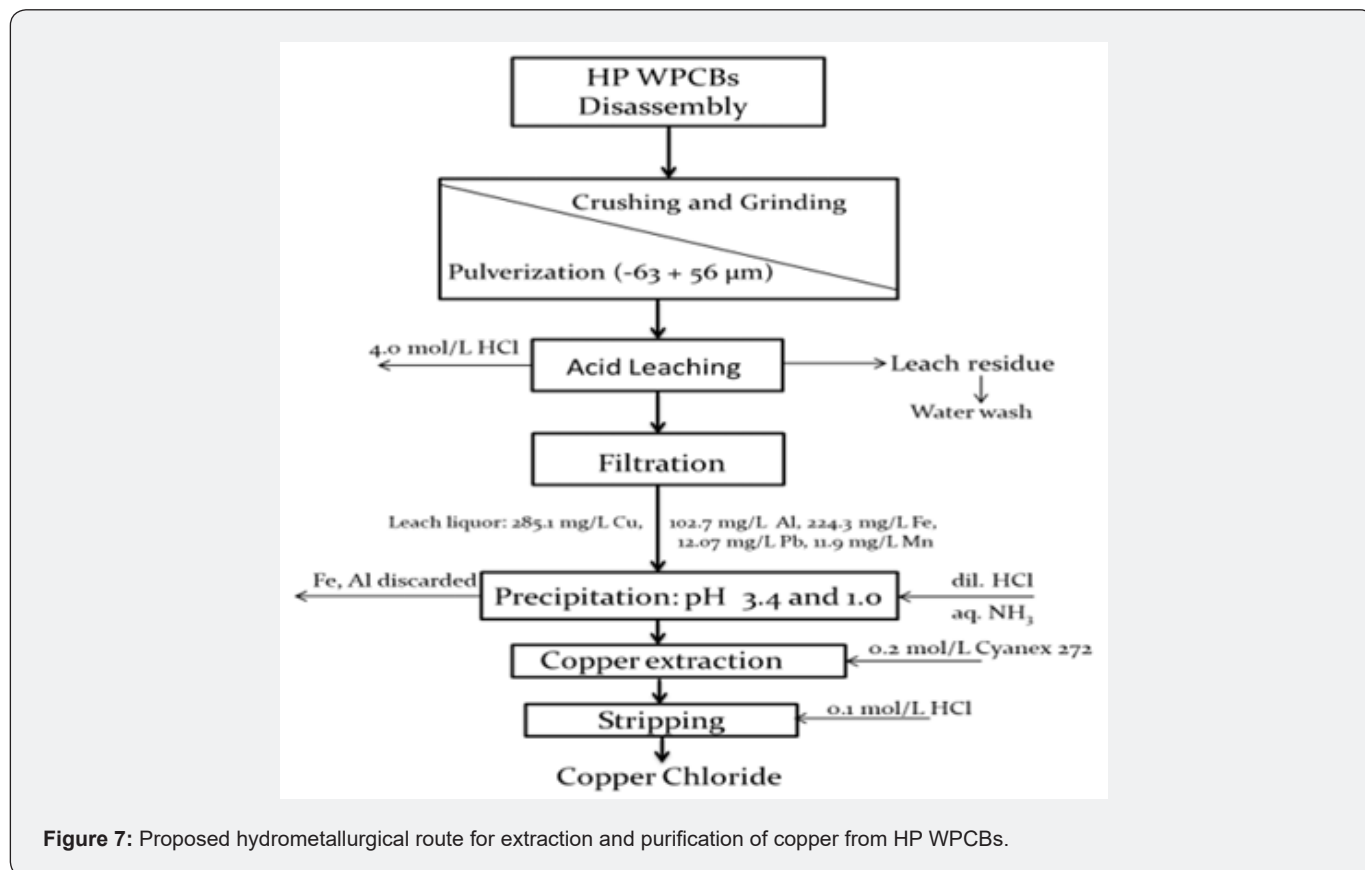 HP WPCBs
Disassembly
Crushing and Grinding
Pulverization (-63 + 56 µm)
4.0 mol/L HCl
Acid Leaching
Leach residue
Water wash
Filtration
Leach liquor: 285.1 mg/L Cu, 102.7 mg/L Al, 224.3 mg/L Fe,
12.07 mg/L Pb, 11.9 mg/L Mn
Fe, Al discarded
Precipitation: pH 3.4 and 1.0
dil. HCl
aq. NH₃
Copper extraction
0.2 mol/L Cyanex 272
Stripping
0.1 mol/L HCl
Copper Chloride
Figure 7: Proposed hydrometallurgical route for extraction and purification of copper from HP WPCBs.